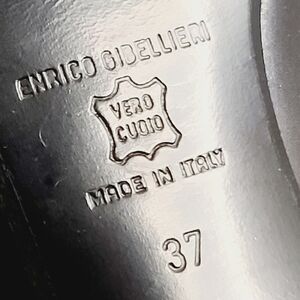 ENRICO GIBELLIERI
VERO
CUOIO
MADE IN ITALY
37